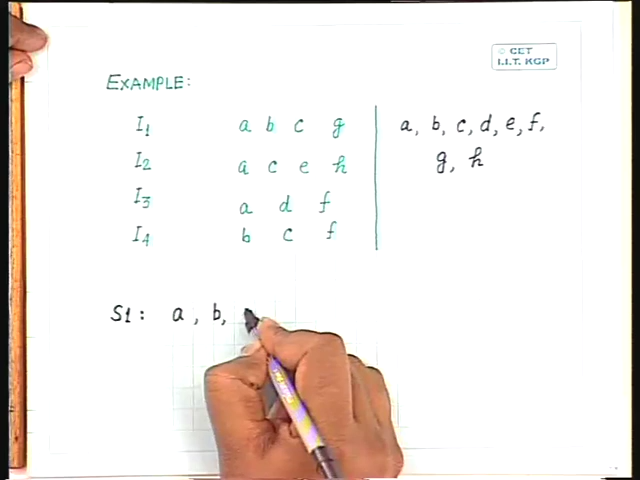 © CET
I.I.T. KGP
EXAMPLE:
I1 a b c g
I2 a c e h
I3 a d f
I4 b c f
a, b, c, d, e, f,
g, h
S1: a, b,